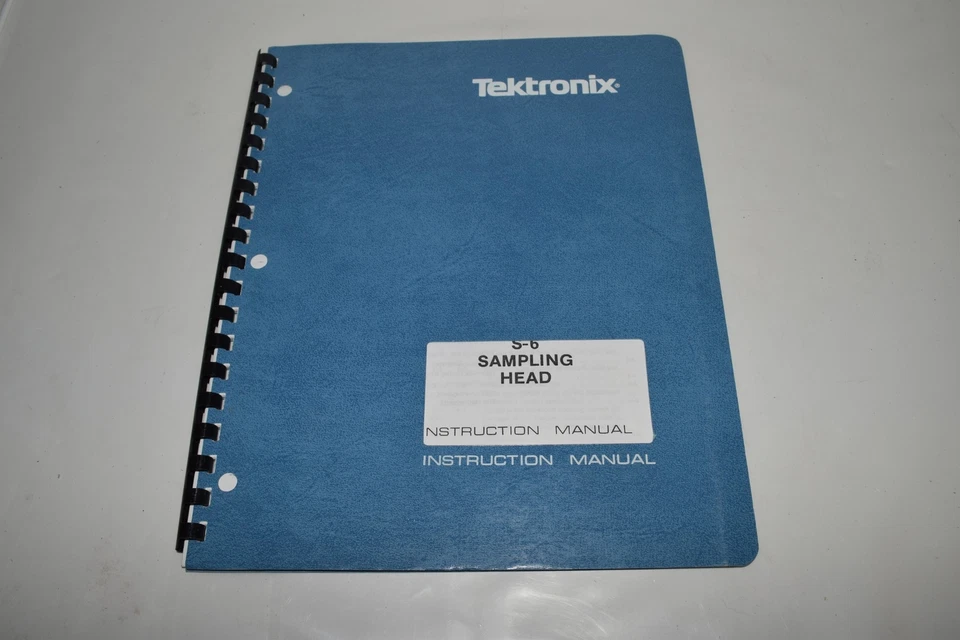 Tektronix
S-6
SAMPLING
HEAD
NSTRUCTION MANUAL
INSTRUCTION MANUAL